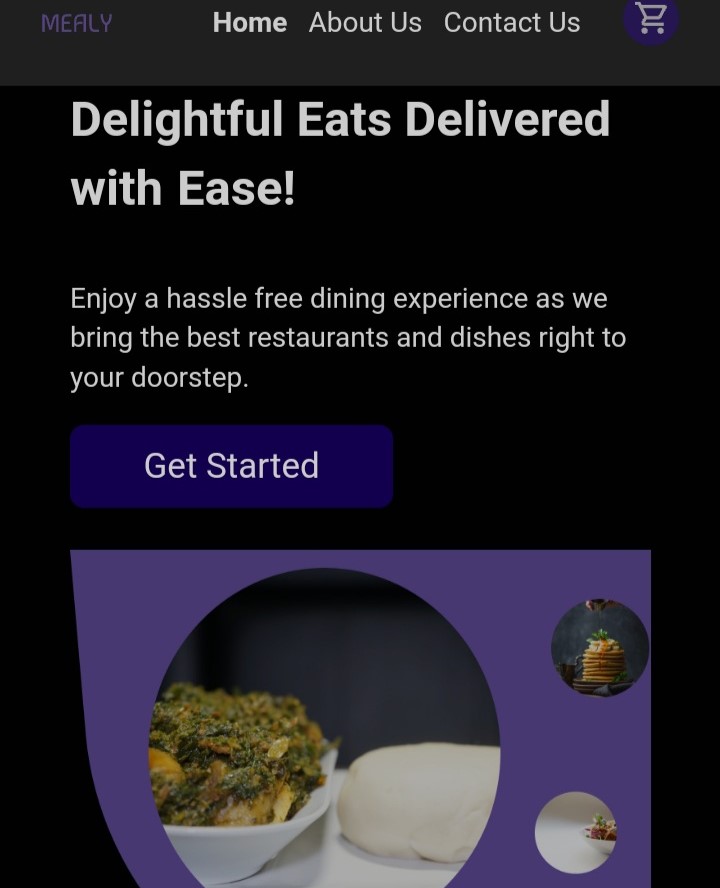 MEALY Home About Us Contact Us
Delightful Eats Delivered
with Ease!
Enjoy a hassle free dining experience as we
bring the best restaurants and dishes right to
your doorstep.
Get Started